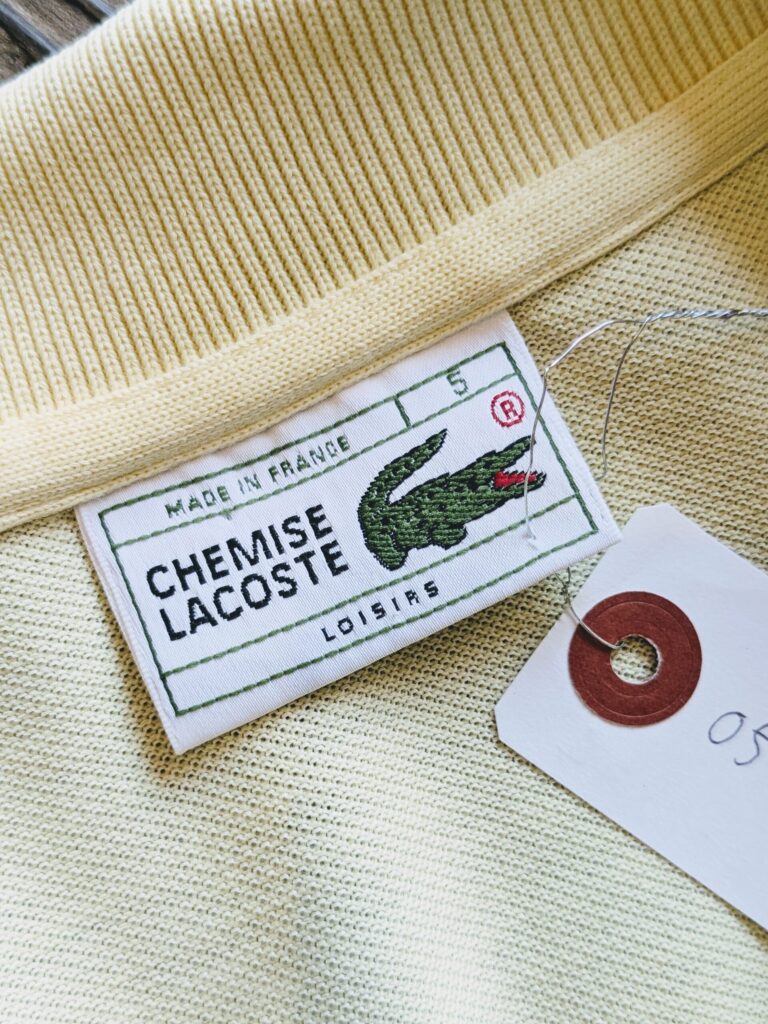 MADE IN FRANCE 5
®
CHEMISE
LACOSTE
LOISIRS
05